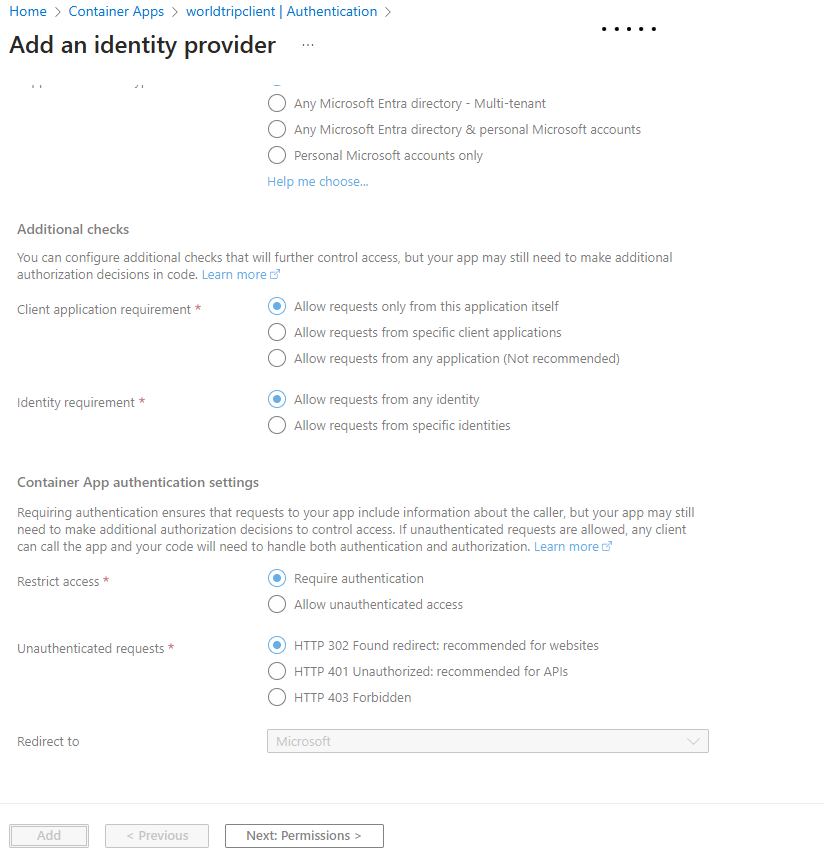 Home > Container Apps > worldtripclient | Authentication >
Add an identity provider ...
Any Microsoft Entra directory - Multi-tenant
Any Microsoft Entra directory & personal Microsoft accounts
Personal Microsoft accounts only
Help me choose...
Additional checks
You can configure additional checks that will further control access, but your app may still need to make additional
authorization decisions in code. Learn more
Client application requirement *
Allow requests only from this application itself
Allow requests from specific client applications
Allow requests from any application (Not recommended)
Identity requirement *
Allow requests from any identity
Allow requests from specific identities
Container App authentication settings
Requiring authentication ensures that requests to your app include information about the caller, but your app may still
need to make additional authorization decisions to control access. If unauthenticated requests are allowed, any client
can call the app and your code will need to handle both authentication and authorization. Learn more
Restrict access *
Require authentication
Allow unauthenticated access
Unauthenticated requests *
HTTP 302 Found redirect: recommended for websites
HTTP 401 Unauthorized: recommended for APIs
HTTP 403 Forbidden
Redirect to
Microsoft
Add
< Previous
Next: Permissions >